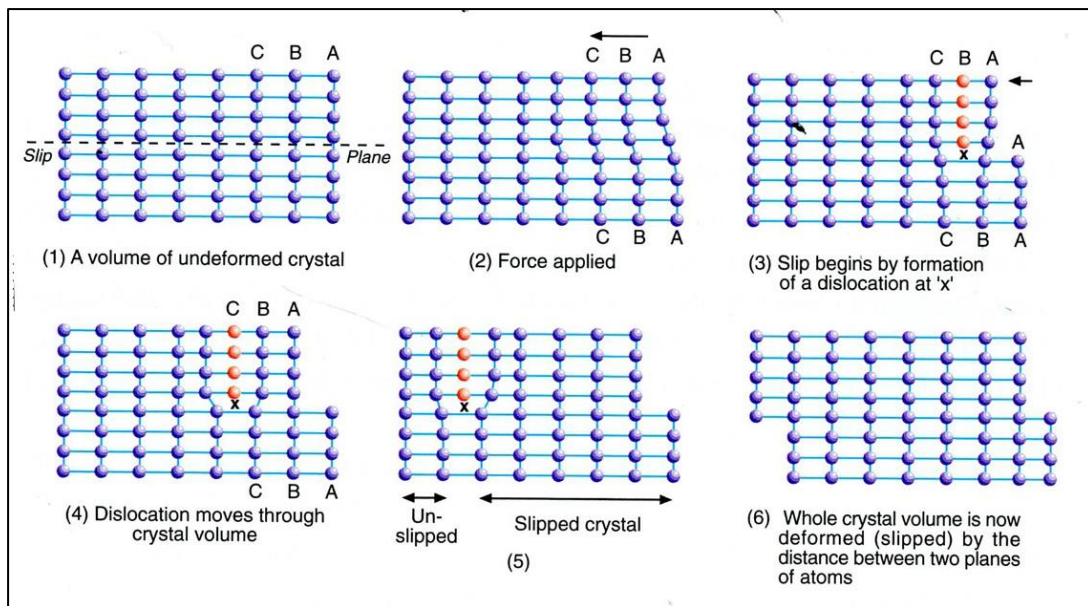 C B A
Slip Plane
(1) A volume of undeformed crystal
C B A
C B A
(2) Force applied
C B A
x
A
C B A
(3) Slip begins by formation
of a dislocation at 'x'
C B A
x
C B A
(4) Dislocation moves through
crystal volume
x
Un-
slipped
Slipped crystal
(5)
(6) Whole crystal volume is now
deformed (slipped) by the
distance between two planes
of atoms